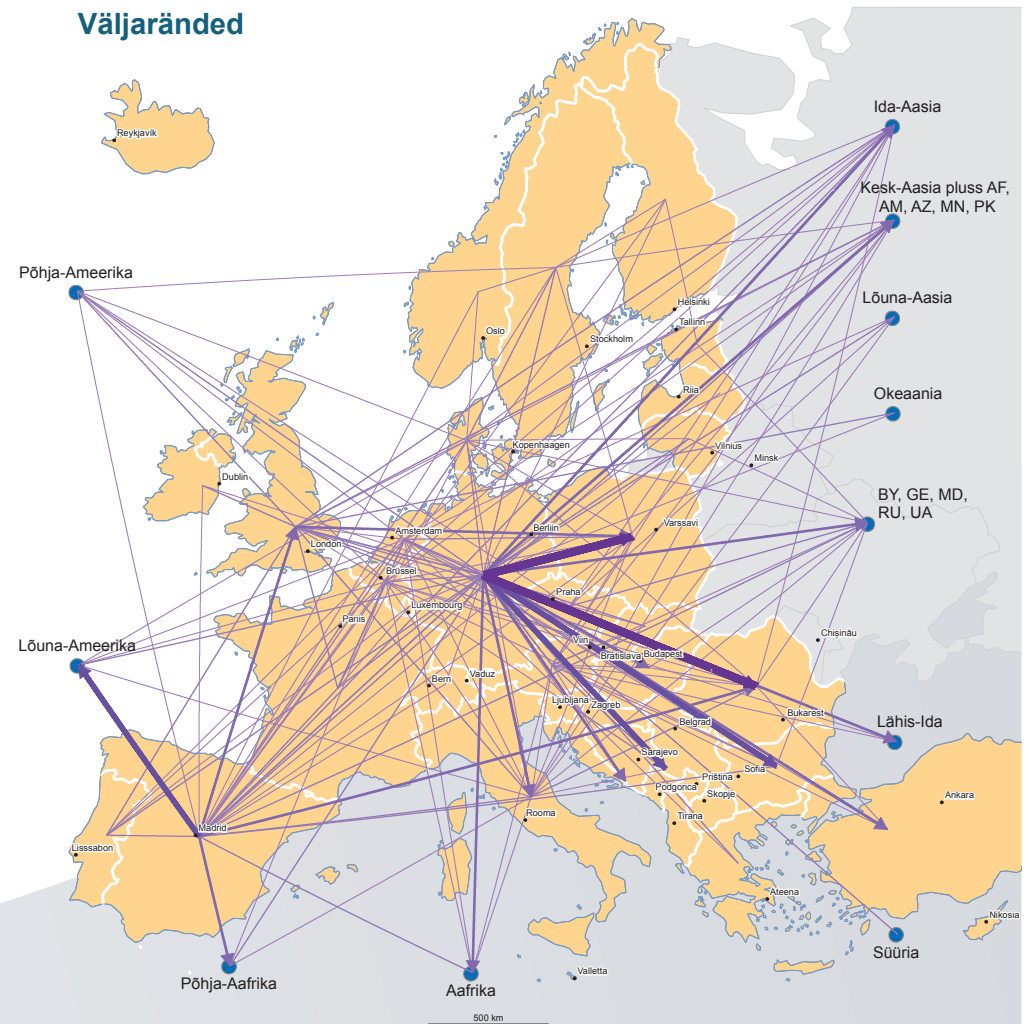 Väljaränded
Ida-Aasia
Reykjavík
Kesk-Aasia pluss AF,
AM, AZ, MN, PK
Põhja-Ameerika
Lõuna-Aasia
Helsinki
Tallinn
Oslo
Stockholm
Riia
Okeaania
Kopenhaagen
Vilnius
Minsk
Dublin
BY, GE, MD,
RU, UA
Amsterdam
Berliin
Varssavi
London
Brüssel
Praha
Luxembourg
Pariis
Chișinău
Viin
Bratislava
Budapest
Lõuna-Ameerika
Bern
Vaduz
Ljubljana
Zagreb
Bukarest
Belgrad
Lähis-Ida
Sarajevo
Sofia
Priština
Podgorica
Skopje
Ankara
Tirana
Rooma
Madrid
Lisssabon
Ateena
Nikosia
Süüria
Valletta
Põhja-Aafrika
Aafrika
500 km